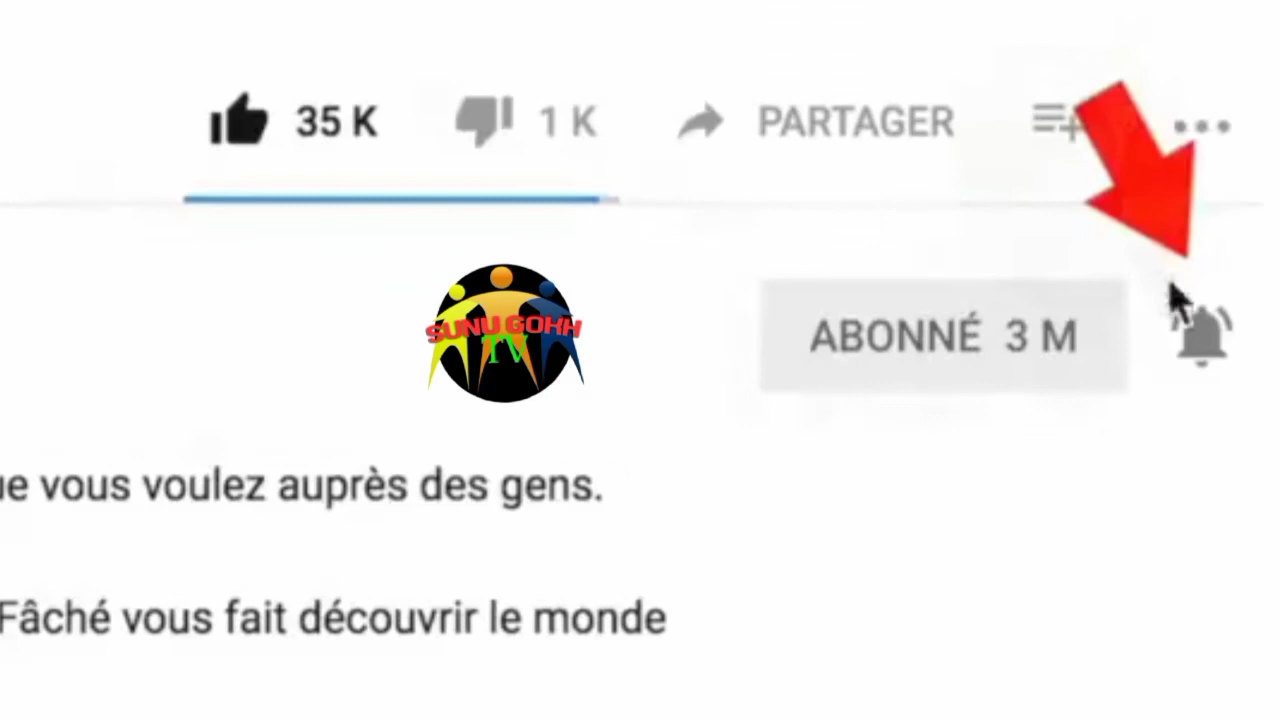 35 K 1 K PARTAGER
SUNU GOHH
TV
ABONNÉ 3 M
vous voulez auprès des gens.
Fâché vous fait découvrir le monde